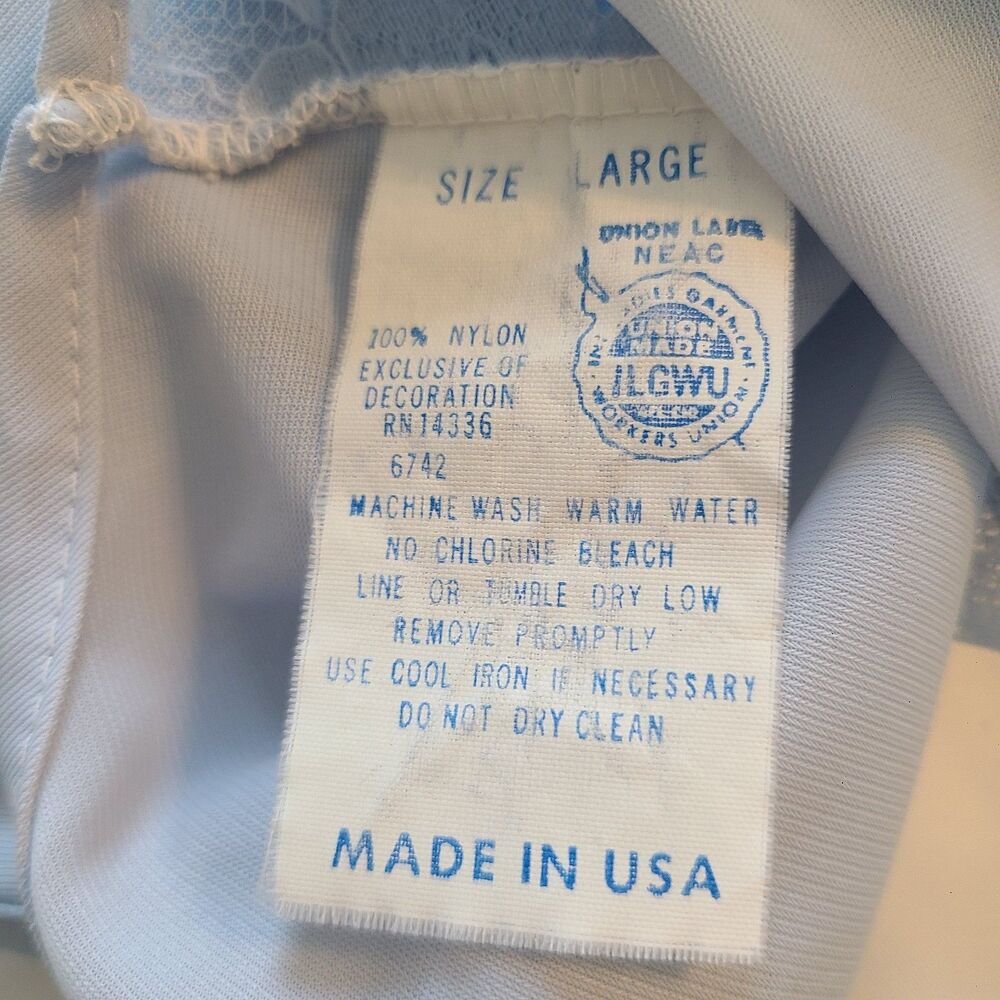 SIZE LARGE
UNION LABEL
NEAC
GARMENT
UNION
MADE
ILGWU
WORKERS UNION
100% NYLON
EXCLUSIVE OF
DECORATION
RN14336
6742
MACHINE WASH WARM WATER
NO CHLORINE BLEACH
LINE OR TUMBLE DRY LOW
REMOVE PROMPTLY
USE COOL IRON IF NECESSARY
DO NOT DRY CLEAN
MADE IN USA